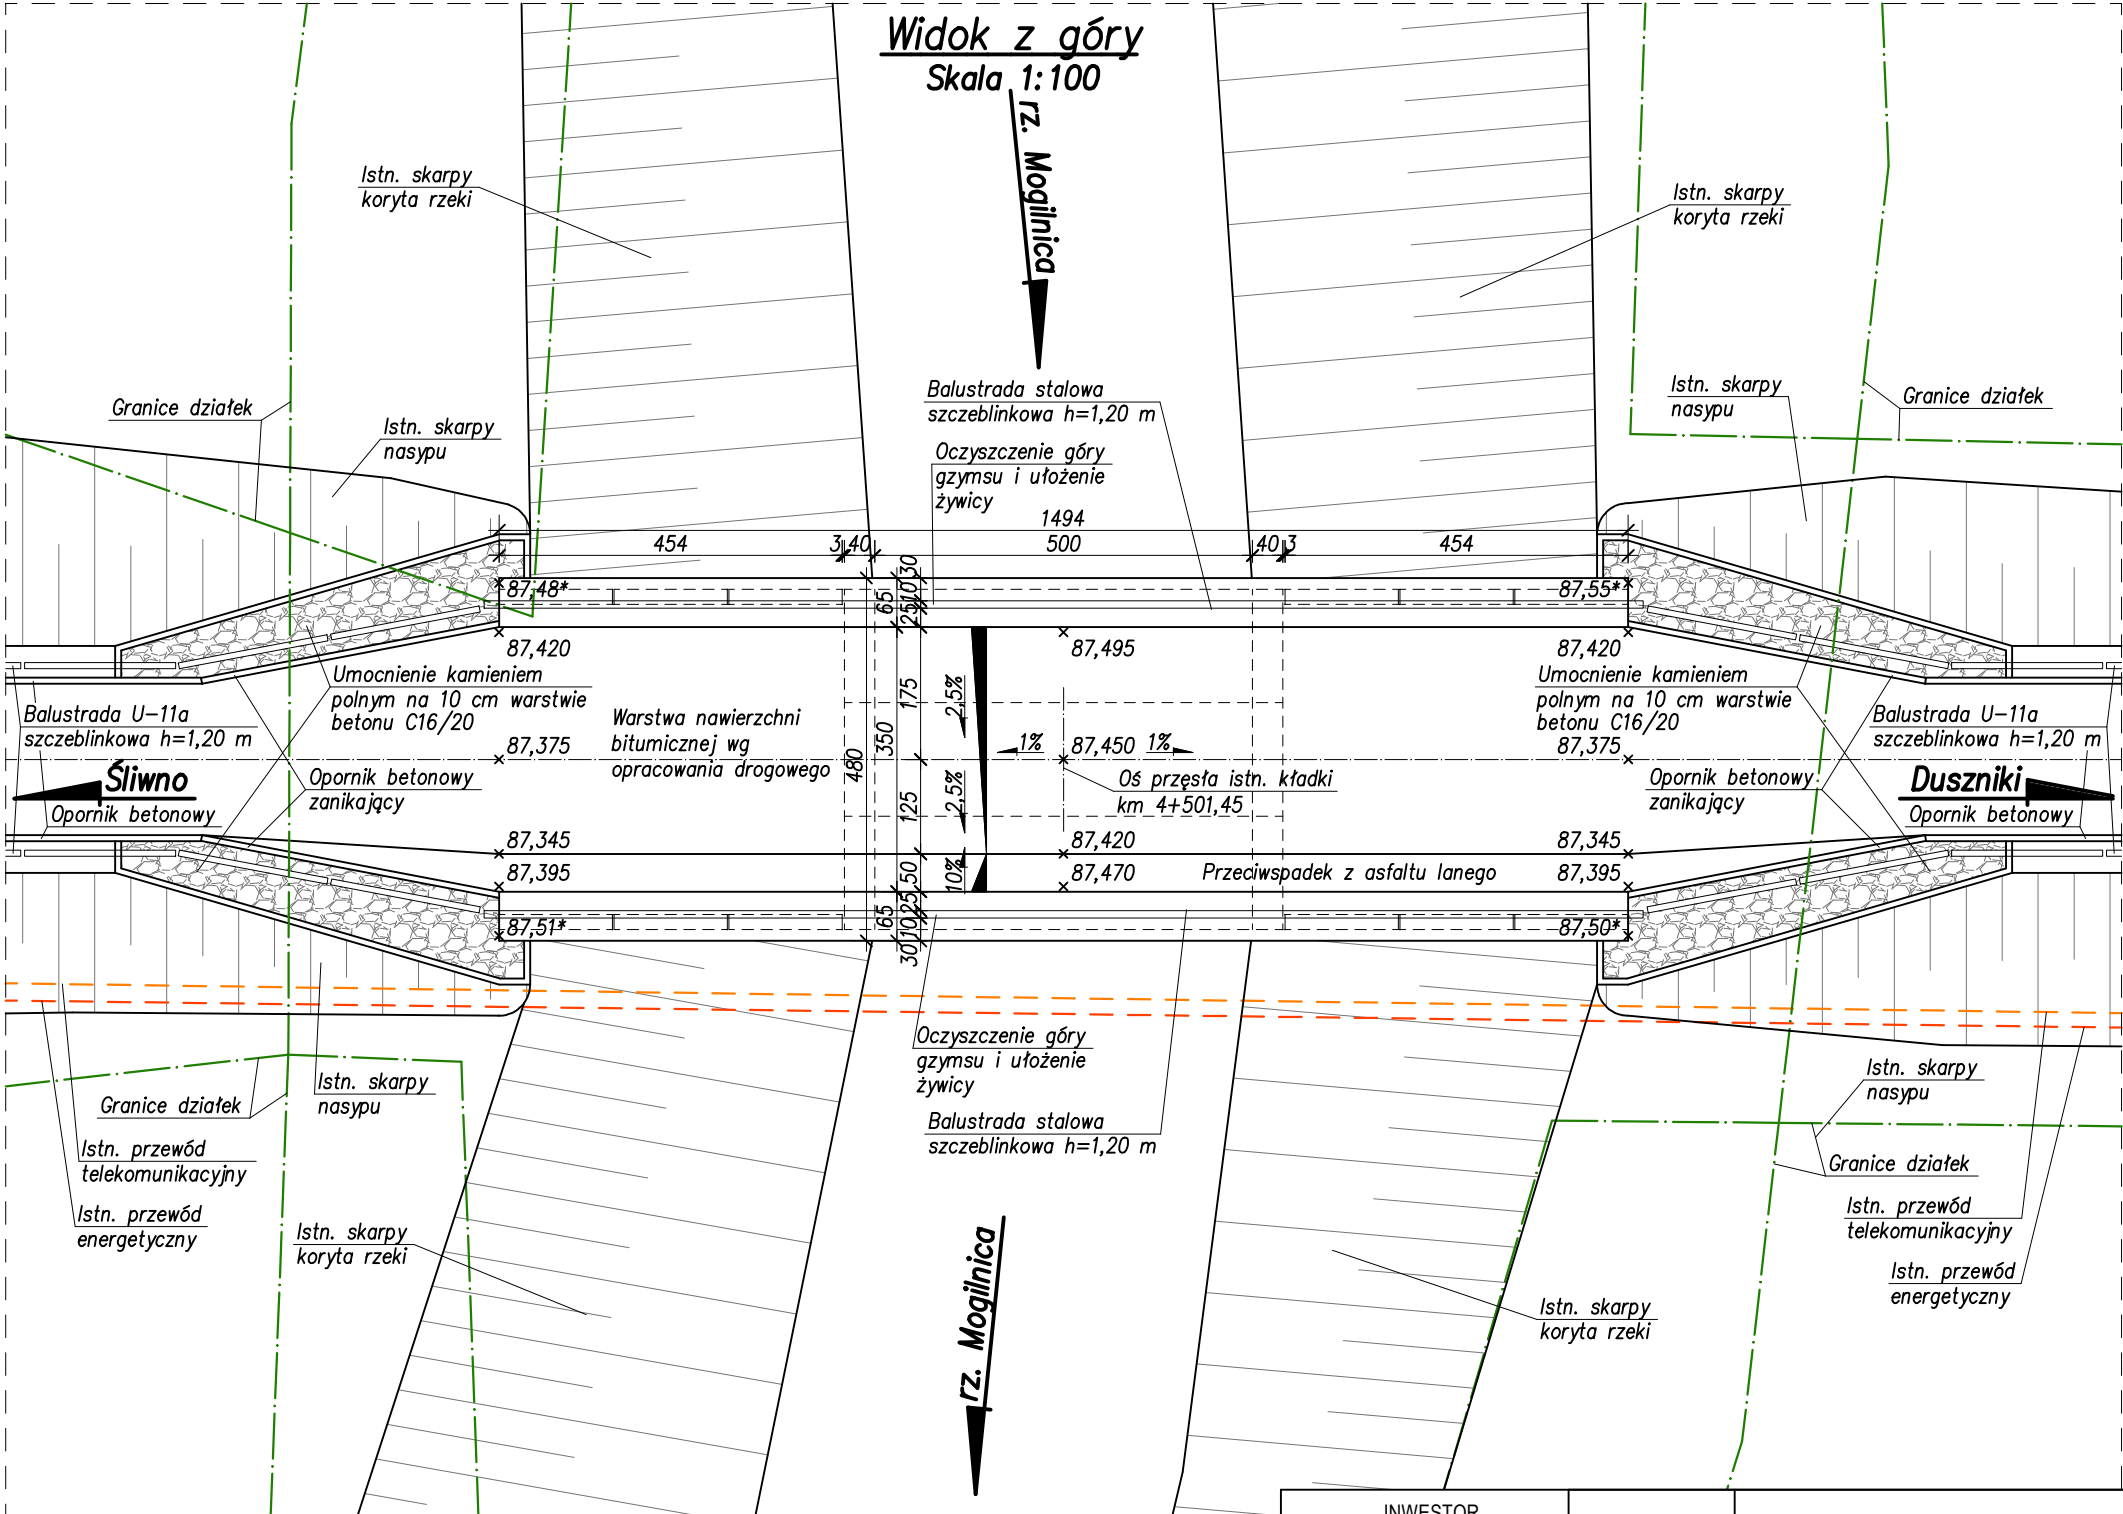 Widok z góry
Skala 1:100
rz. Mogilnica
Istn. skarpy
koryta rzeki
Istn. skarpy
koryta rzeki
Granice działek
Istn. skarpy
nasypu
Balustrada stalowa
szczeblinkowa h=1,20 m
Oczyszczenie góry
gzymsu i ułożenie
żywicy
Istn. skarpy
nasypu
Granice działek
1494
454
3
40
500
40
3
454
30
10
25
65
87,48*
87,55*
87,420
87,495
87,420
Umocnienie kamieniem
polnym na 10 cm warstwie
betonu C16/20
Umocnienie kamieniem
polnym na 10 cm warstwie
betonu C16/20
Balustrada U-11a
szczeblinkowa h=1,20 m
Balustrada U-11a
szczeblinkowa h=1,20 m
Warstwa nawierzchni
bitumicznej wg
opracowania drogowego
175
350
480
2,5%
87,375
1%
87,450
1%
87,375
Śliwno
Opornik betonowy
Opornik betonowy
zanikający
125
2,5%
Oś przęsła istn. kładki
km 4+501,45
Opornik betonowy
zanikający
Duszniki
Opornik betonowy
87,345
87,420
87,345
87,395
50
10%
87,470
Przeciwspadek z asfaltu lanego
87,395
65
25
10
30
87,51*
87,50*
Oczyszczenie góry
gzymsu i ułożenie
żywicy
Balustrada stalowa
szczeblinkowa h=1,20 m
Istn. skarpy
nasypu
Granice działek
Istn. przewód
telekomunikacyjny
Istn. przewód
energetyczny
Istn. skarpy
koryta rzeki
rz. Mogilnica
Istn. skarpy
nasypu
Granice działek
Istn. przewód
telekomunikacyjny
Istn. przewód
energetyczny
Istn. skarpy
koryta rzeki
INWESTOR